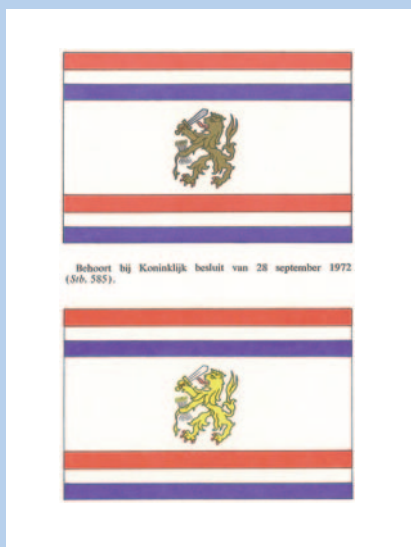 Behoort bij Koninklijk besluit van 28 september 1972
(Stb. 585).